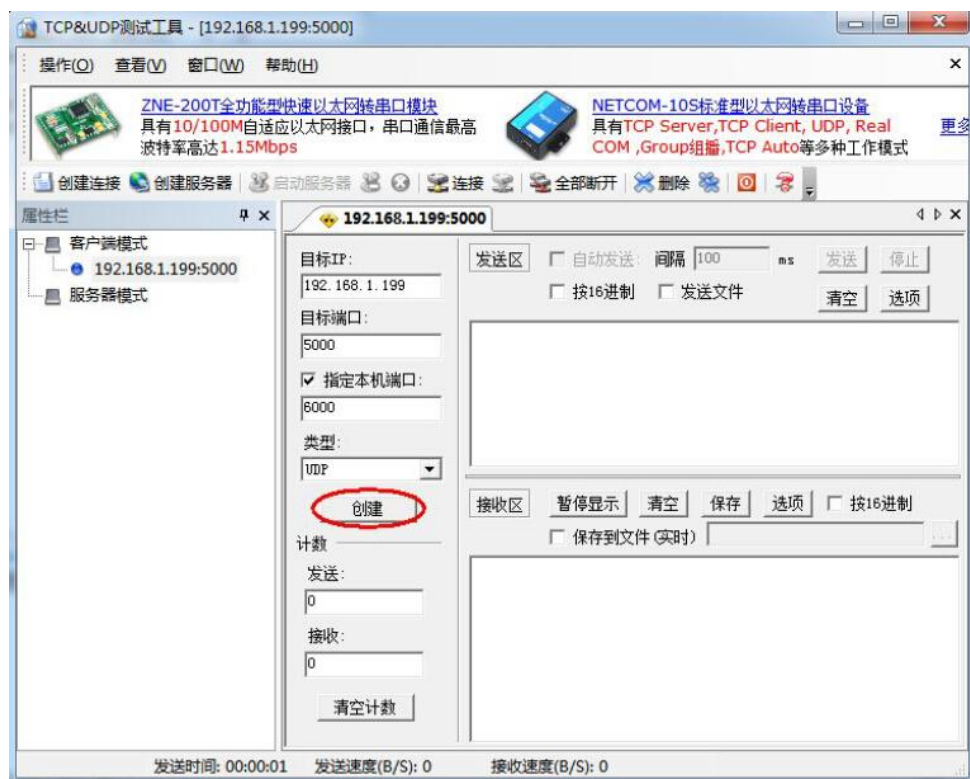 TCP&UDP测试工具 - [192.168.1.199:5000]
操作(O) 查看(V) 窗口(W) 帮助(H)
ZNE-200T全功能型快速以太网转串口模块
具有10/100M自适应以太网接口，串口通信最高
波特率高达1.15Mbps
NETCOM-10S标准型以太网转串口设备
具有TCP Server,TCP Client, UDP, Real
COM ,Group组播,TCP Auto等多种工作模式
创建连接 创建服务器 启动服务器 连接 全部断开 删除
属性栏
客户端模式
192.168.1.199:5000
服务器模式
192.168.1.199:5000
目标IP:
192.168.1.199
目标端口:
5000
指定本机端口:
6000
类型:
UDP
创建
计数
发送:
0
接收:
0
清空计数
发送区 自动发送: 间隔 100 ms 发送 停止
按16进制 发送文件 清空 选项
接收区 暂停显示 清空 保存 选项 按16进制
保存到文件(实时) ...
发送时间: 00:00:01 发送速度(B/S): 0 接收速度(B/S): 0